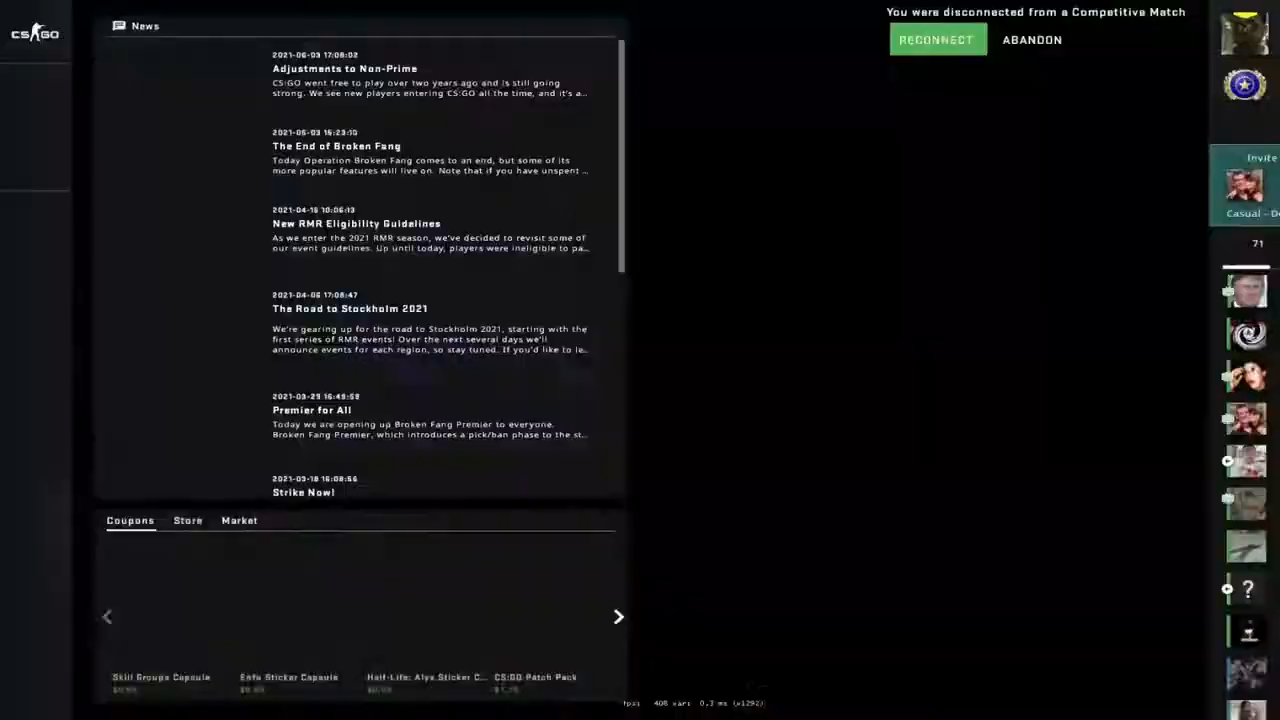 CS GO
News
You were disconnected from a Competitive Match
RECONNECT
ABANDON
2021-06-03 17:08:02
Adjustments to Non-Prime
CS:GO went free to play over two years ago and is still going
strong. We see new players entering CS:GO all the time, and it's a...
The End of Broken Fang
Today Operation Broken Fang comes to an end, but some of its
more popular features will live on. Note that if you have unspent ...
New RMR Eligibility Guidelines
As we enter the 2021 RMR season, we've decided to revisit some of
our event guidelines. Up until today, players were ineligible to pa...
2021-04-06 17:08:47
The Road to Stockholm 2021
We're gearing up for the road to Stockholm 2021, starting with the
first series of RMR events! Over the next several days we'll
announce events for each region, so stay tuned. If you'd like to le...
Premier for All
Today we are opening up Broken Fang Premier to everyone.
Broken Fang Premier, which introduces a pick/ban phase to the st...
Strike Now!
Coupons
Store
Market
Skill Groups Capsule
Enfu Sticker Capsule
Half-Life: Alyx Sticker C...
CS:GO Patch Pack
Invite
Casual - D
71
?
fps: 408 var: 0.3 ms (x1292)